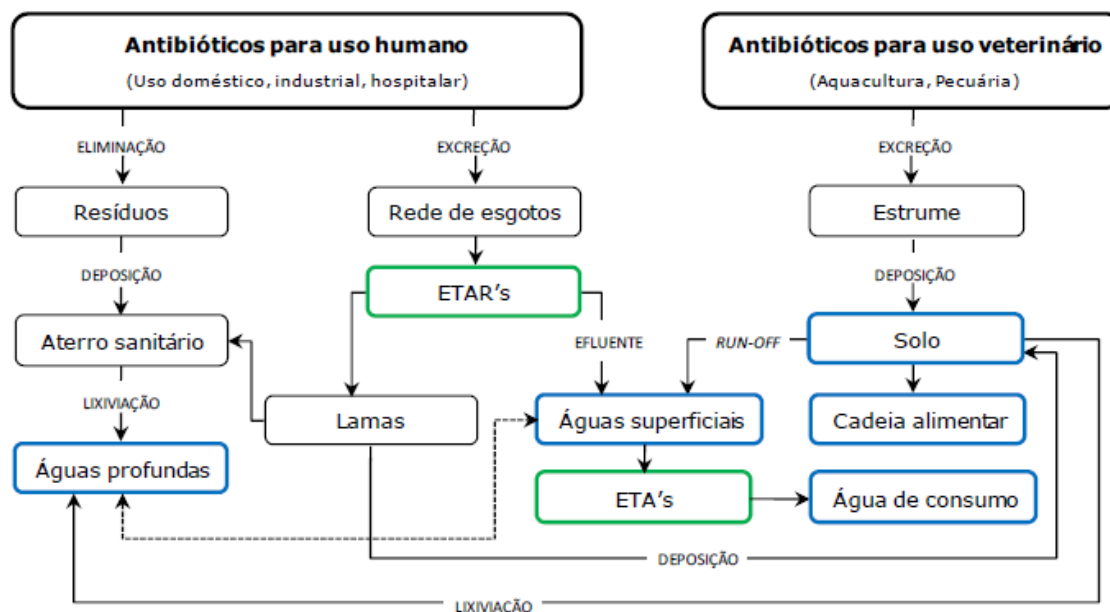 Antibióticos para uso humano
(Uso doméstico, industrial, hospitalar)
Antibióticos para uso veterinário
(Aquacultura, Pecuária)
ELIMINAÇÃO
EXCREÇÃO
EXCREÇÃO
Resíduos
Rede de esgotos
Estrume
DEPOSIÇÃO
ETAR's
DEPOSIÇÃO
Aterro sanitário
EFLUENTE
RUN-OFF
Solo
LIXIVIAÇÃO
Lamas
Águas superficiais
Cadeia alimentar
Águas profundas
ETA's
Água de consumo
DEPOSIÇÃO
LIXIVIAÇÃO